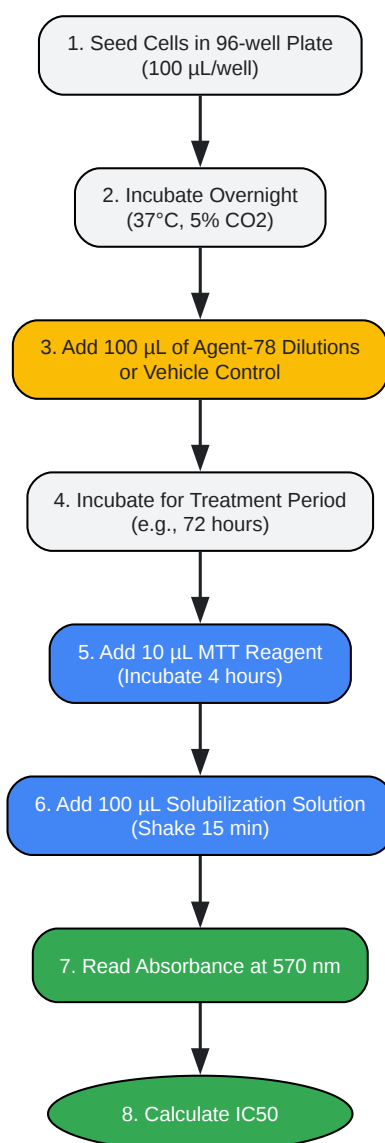 1. Seed Cells in 96-well Plate
(100 µL/well)
2. Incubate Overnight
(37°C, 5% CO2)
3. Add 100 µL of Agent-78 Dilutions
or Vehicle Control
4. Incubate for Treatment Period
(e.g., 72 hours)
5. Add 10 µL MTT Reagent
(Incubate 4 hours)
6. Add 100 µL Solubilization Solution
(Shake 15 min)
7. Read Absorbance at 570 nm
8. Calculate IC50